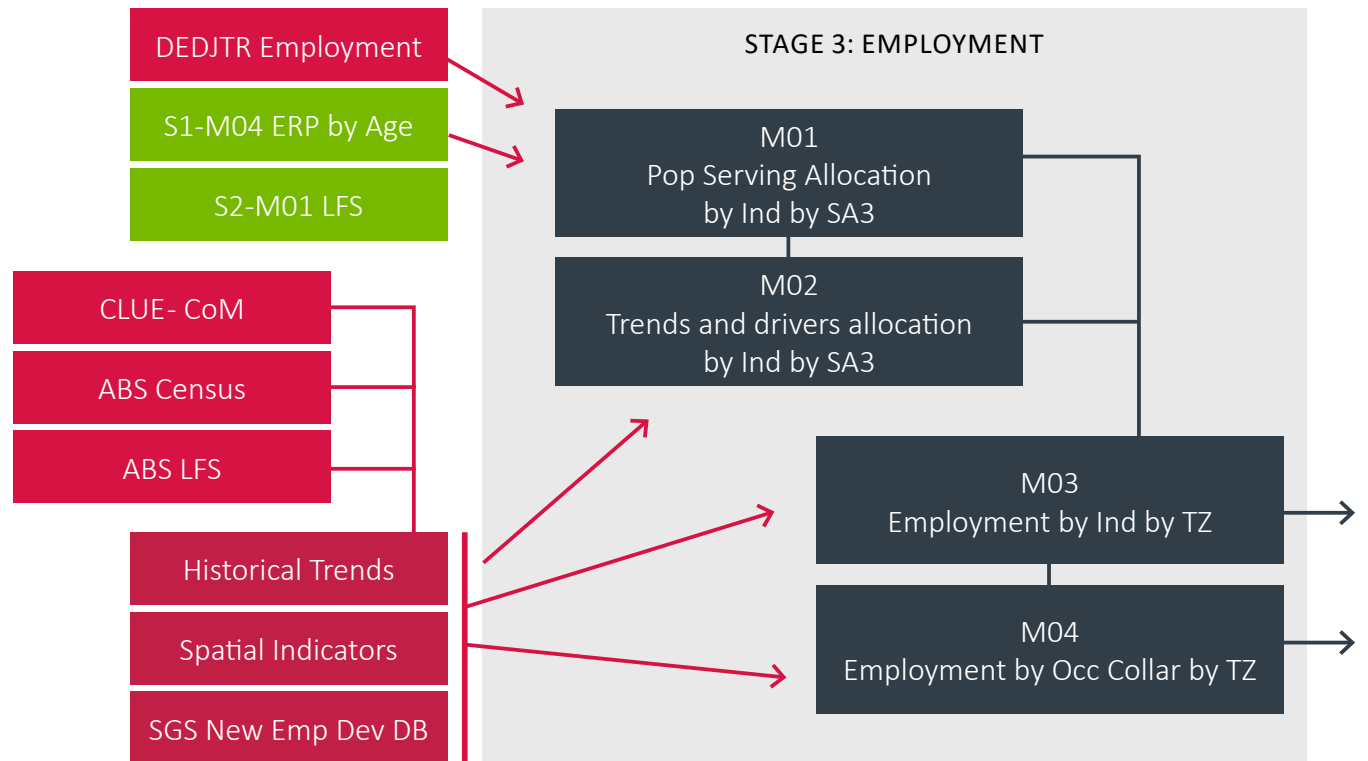 DEDJTR Employment
S1-M04 ERP by Age
S2-M01 LFS
CLUE- CoM
ABS Census
ABS LFS
Historical Trends
Spatial Indicators
SGS New Emp Dev DB
STAGE 3: EMPLOYMENT
M01
Pop Serving Allocation
by Ind by SA3
M02
Trends and drivers allocation
by Ind by SA3
M03
Employment by Ind by TZ
M04
Employment by Occ Collar by TZ